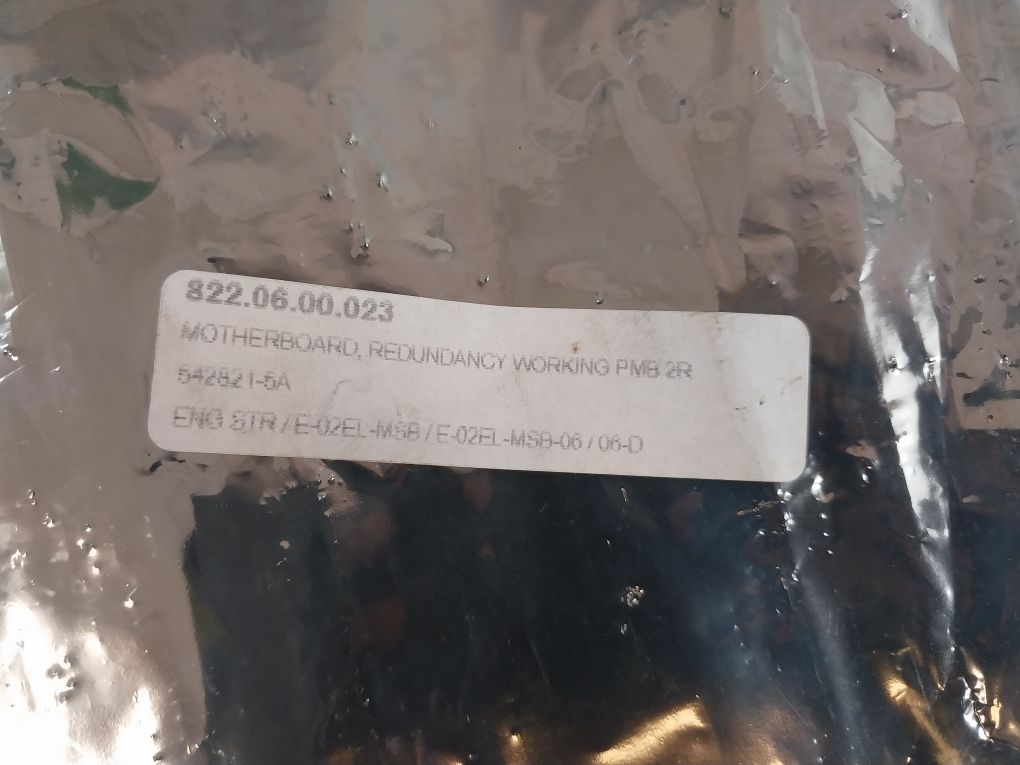 822.06.00.023
MOTHERBOARD, REDUNDANCY WORKING PMB 2R
542821-5A
ENG STR / E-02EL-MSB / E-02EL-MSB-06 / 06-D